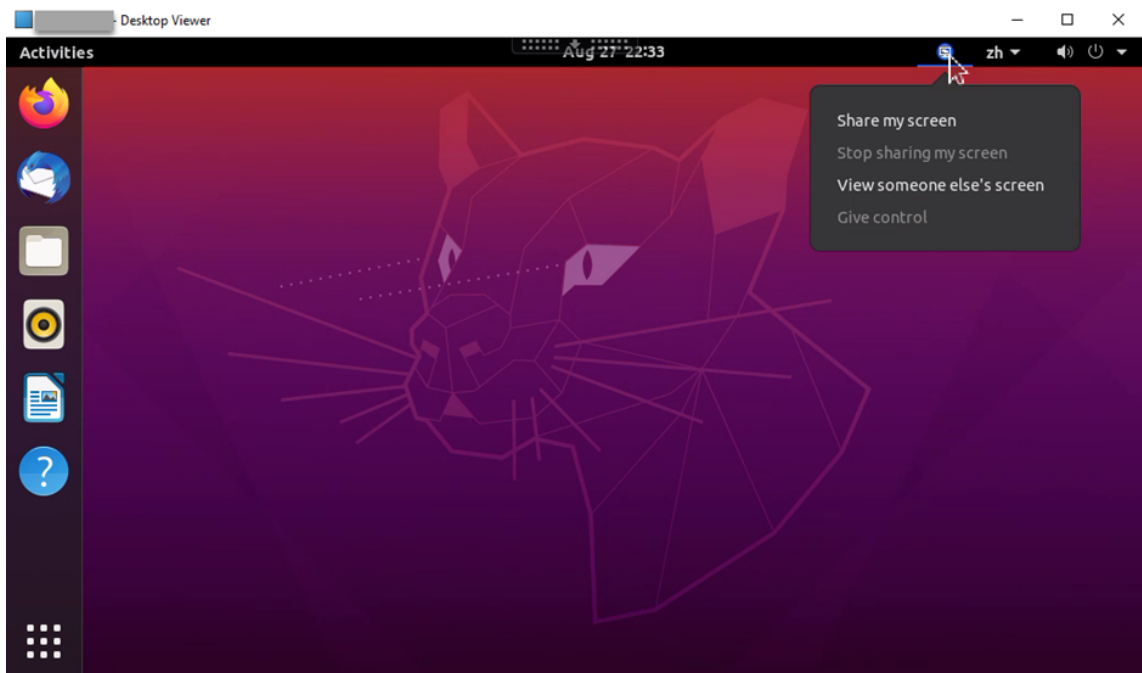 - Desktop Viewer
Activities
Aug 27 22:33
zh
Share my screen
Stop sharing my screen
View someone else's screen
Give control
?